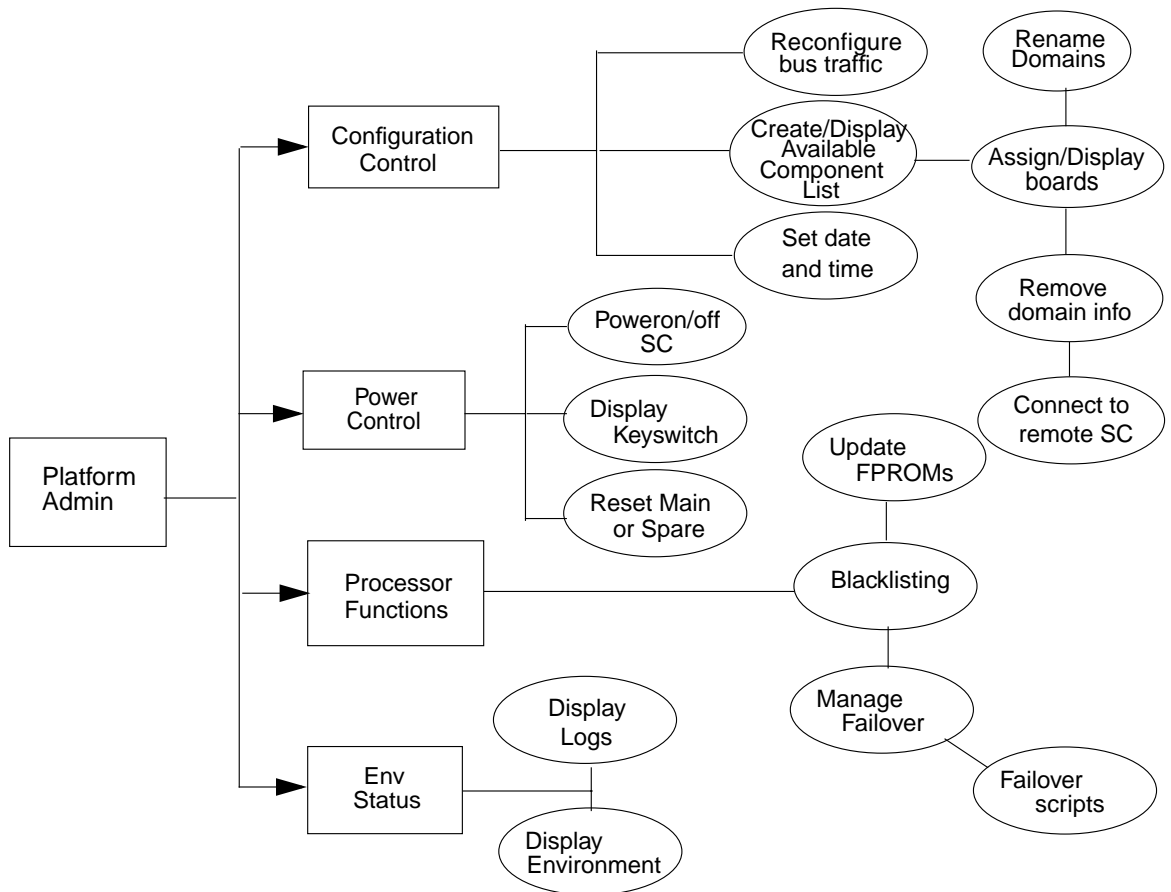 Platform
Admin
Configuration
Control
Reconfigure
bus traffic
Create/Display
Available
Component
List
Set date
and time
Rename
Domains
Assign/Display
boards
Remove
domain info
Connect to
remote SC
Power
Control
Poweron/off
SC
Display
Keyswitch
Reset Main
or Spare
Processor
Functions
Update
FPROMs
Blacklisting
Manage
Failover
Failover
scripts
Env
Status
Display
Logs
Display
Environment